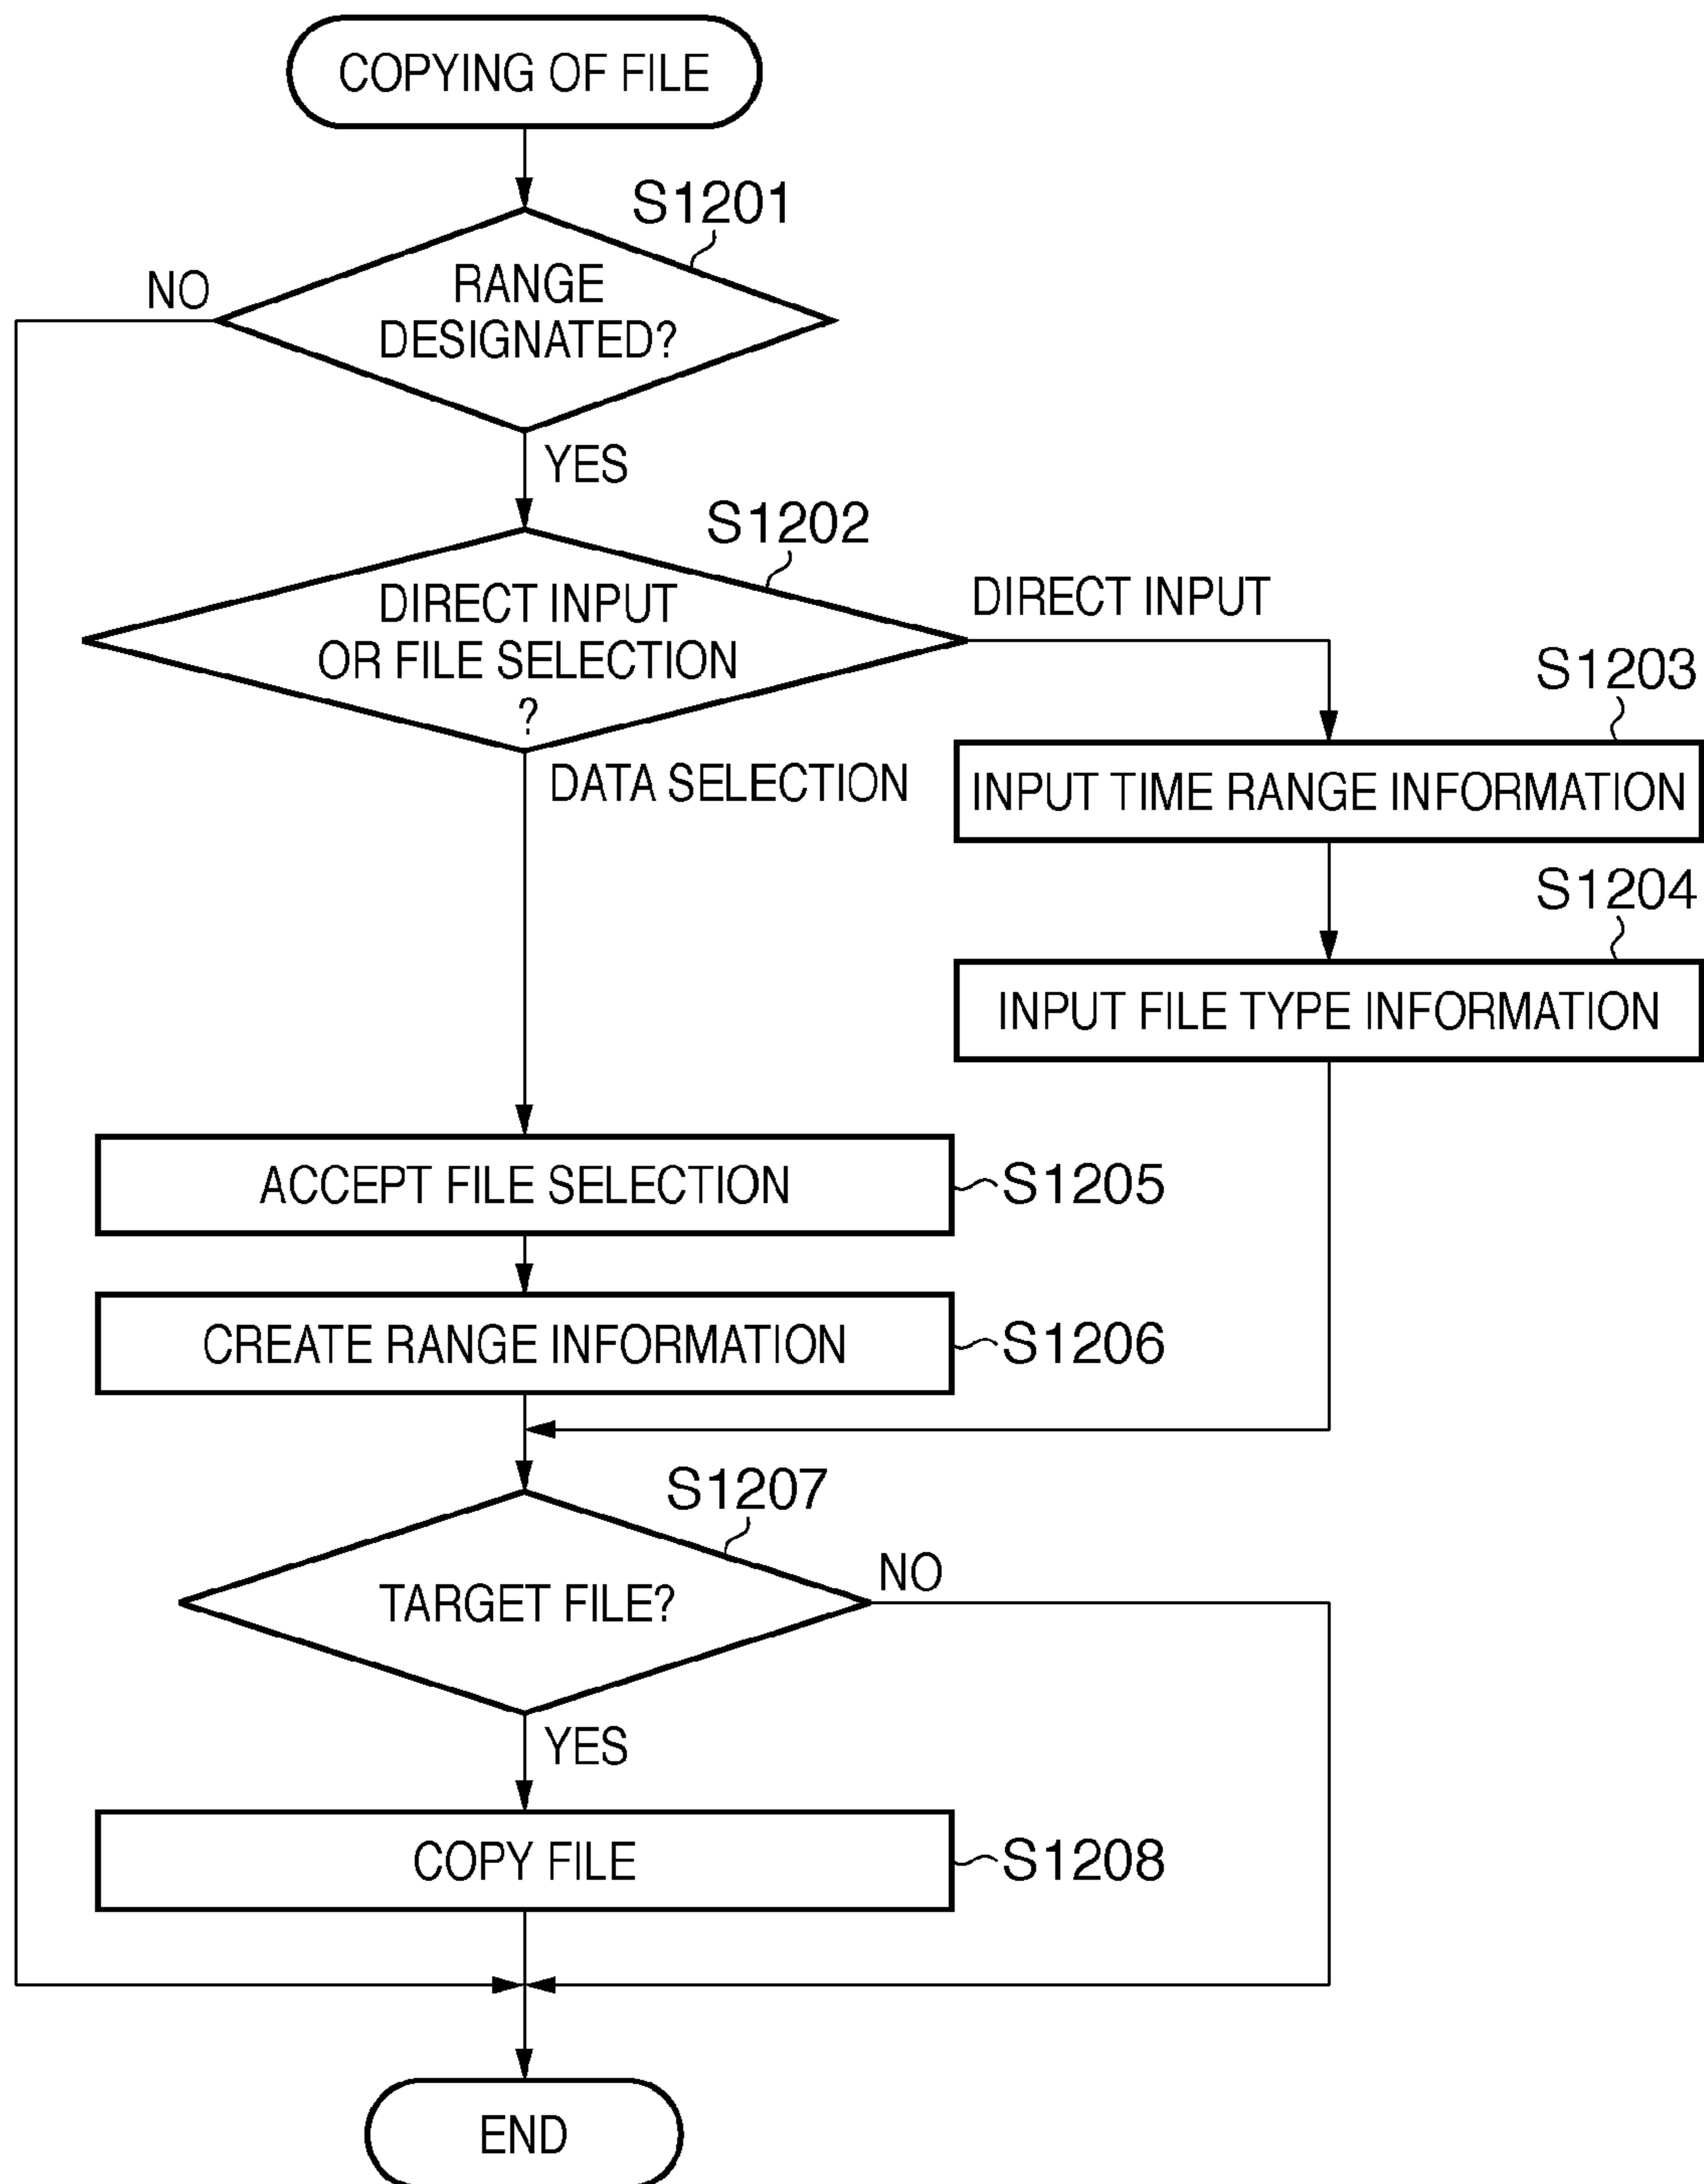 COPYING OF FILE
S1201
NO
RANGE
DESIGNATED?
YES
S1202
DIRECT INPUT
OR FILE SELECTION
?
DIRECT INPUT
S1203
DATA SELECTION
INPUT TIME RANGE INFORMATION
S1204
INPUT FILE TYPE INFORMATION
ACCEPT FILE SELECTION
S1205
CREATE RANGE INFORMATION
S1206
S1207
NO
TARGET FILE?
YES
COPY FILE
S1208
END